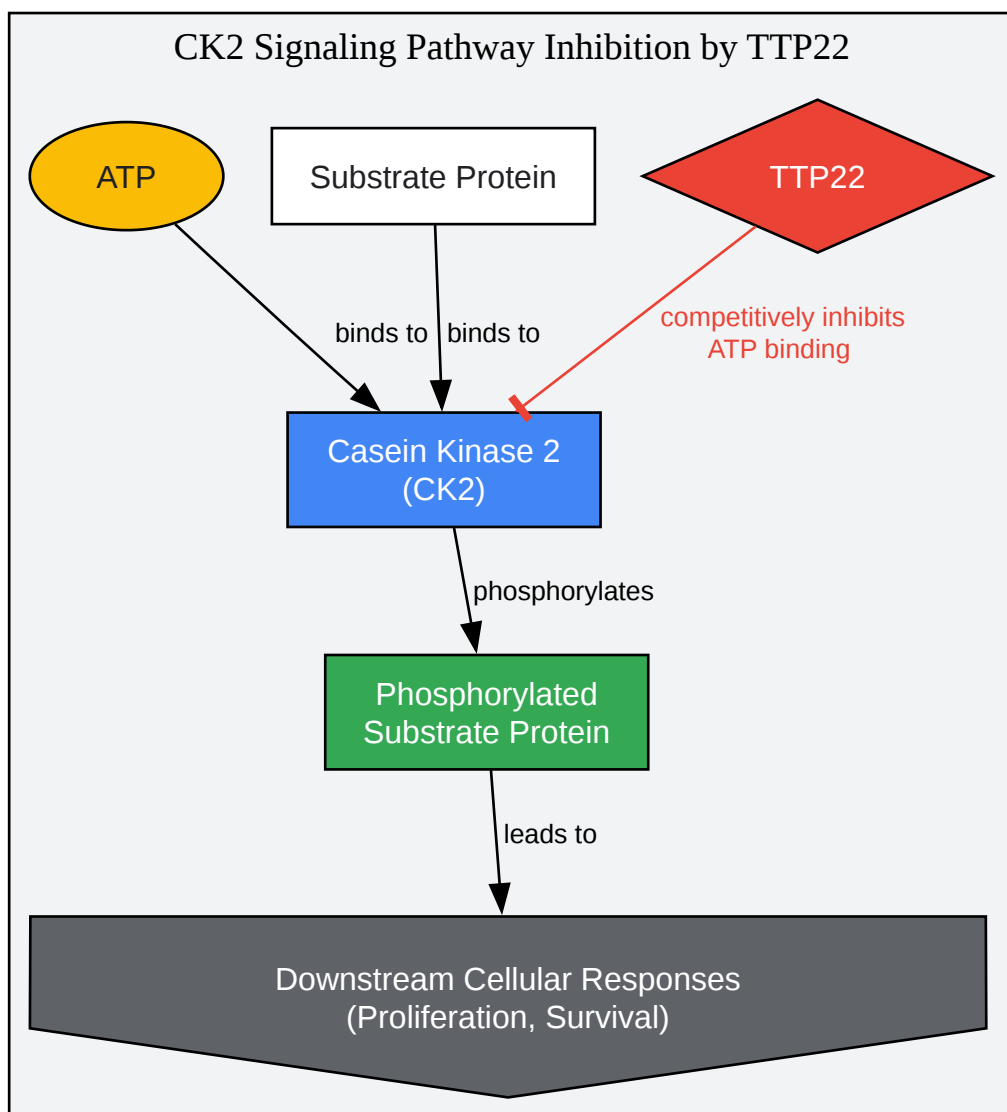 CK2 Signaling Pathway Inhibition by TTP22
ATP
Substrate Protein
TTP22
binds to
binds to
competitively inhibits
ATP binding
Casein Kinase 2
(CK2)
phosphorylates
Phosphorylated
Substrate Protein
leads to
Downstream Cellular Responses
(Proliferation, Survival)